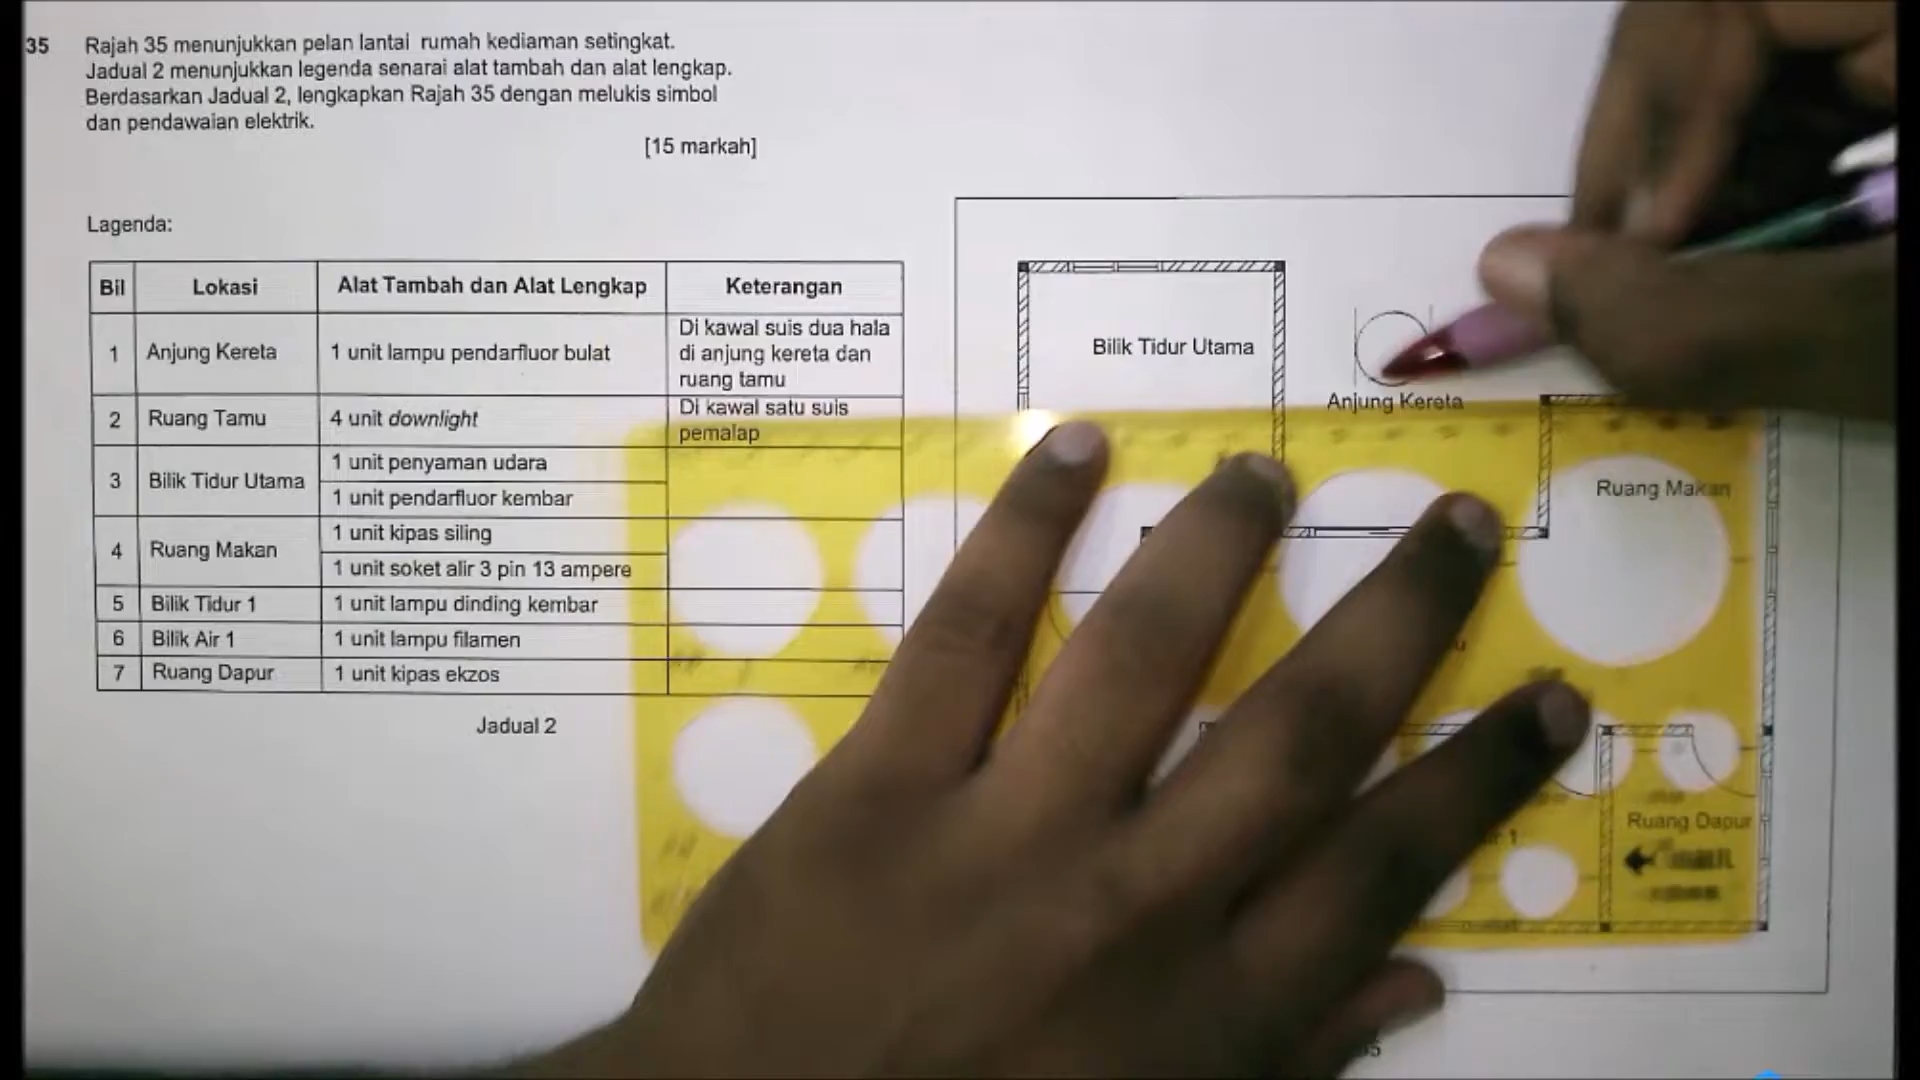 35 Rajah 35 menunjukkan pelan lantai rumah kediaman setingkat.
Jadual 2 menunjukkan legenda senarai alat tambah dan alat lengkap.
Berdasarkan Jadual 2, lengkapkan Rajah 35 dengan melukis simbol
dan pendawaian elektrik.
[15 markah]
Lagenda:
Bil Lokasi Alat Tambah dan Alat Lengkap Keterangan
1 Anjung Kereta 1 unit lampu pendarfluor bulat Di kawal suis dua hala
di anjung kereta dan
ruang tamu
2 Ruang Tamu 4 unit downlight Di kawal satu suis
pemalap
3 Bilik Tidur Utama 1 unit penyaman udara
1 unit pendarfluor kembar
4 Ruang Makan 1 unit kipas siling
1 unit soket alir 3 pin 13 ampere
5 Bilik Tidur 1 1 unit lampu dinding kembar
6 Bilik Air 1 1 unit lampu filamen
7 Ruang Dapur 1 unit kipas ekzos
Jadual 2
Bilik Tidur Utama
Anjung Kereta
Ruang Makan
Ruang Dapur